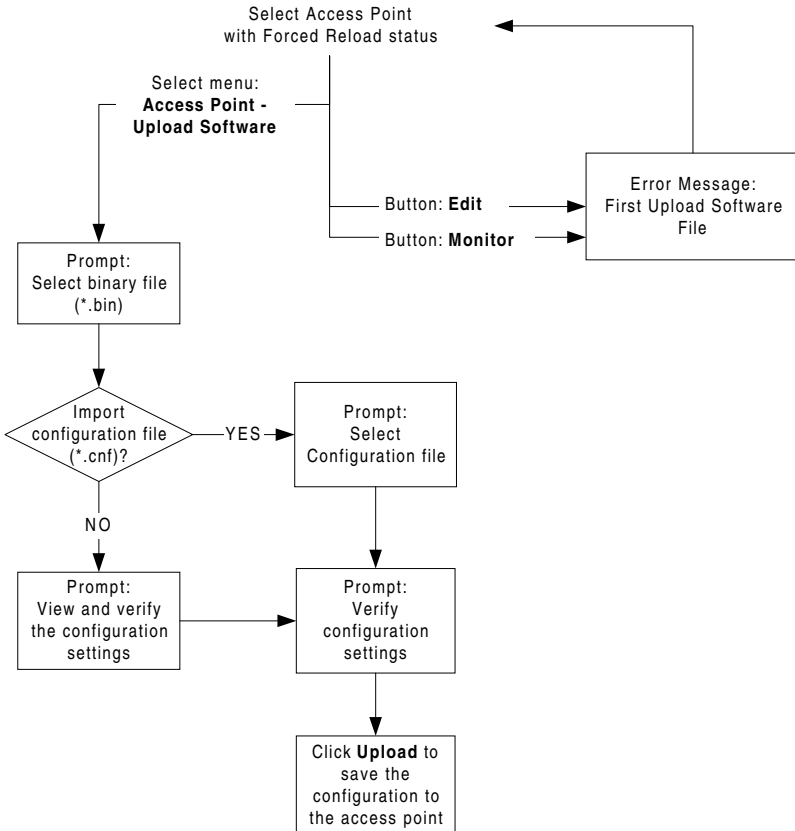 Select Access Point
with Forced Reload status
Select menu:
Access Point -
Upload Software
Button: Edit
Button: Monitor
Error Message:
First Upload Software
File
Prompt:
Select binary file
(*.bin)
Import
configuration file
(*.cnf)?
YES
Prompt:
Select
Configuration file
NO
Prompt:
View and verify
the configuration
settings
Prompt:
Verify
configuration
settings
Click Upload to
save the
configuration to
the access point